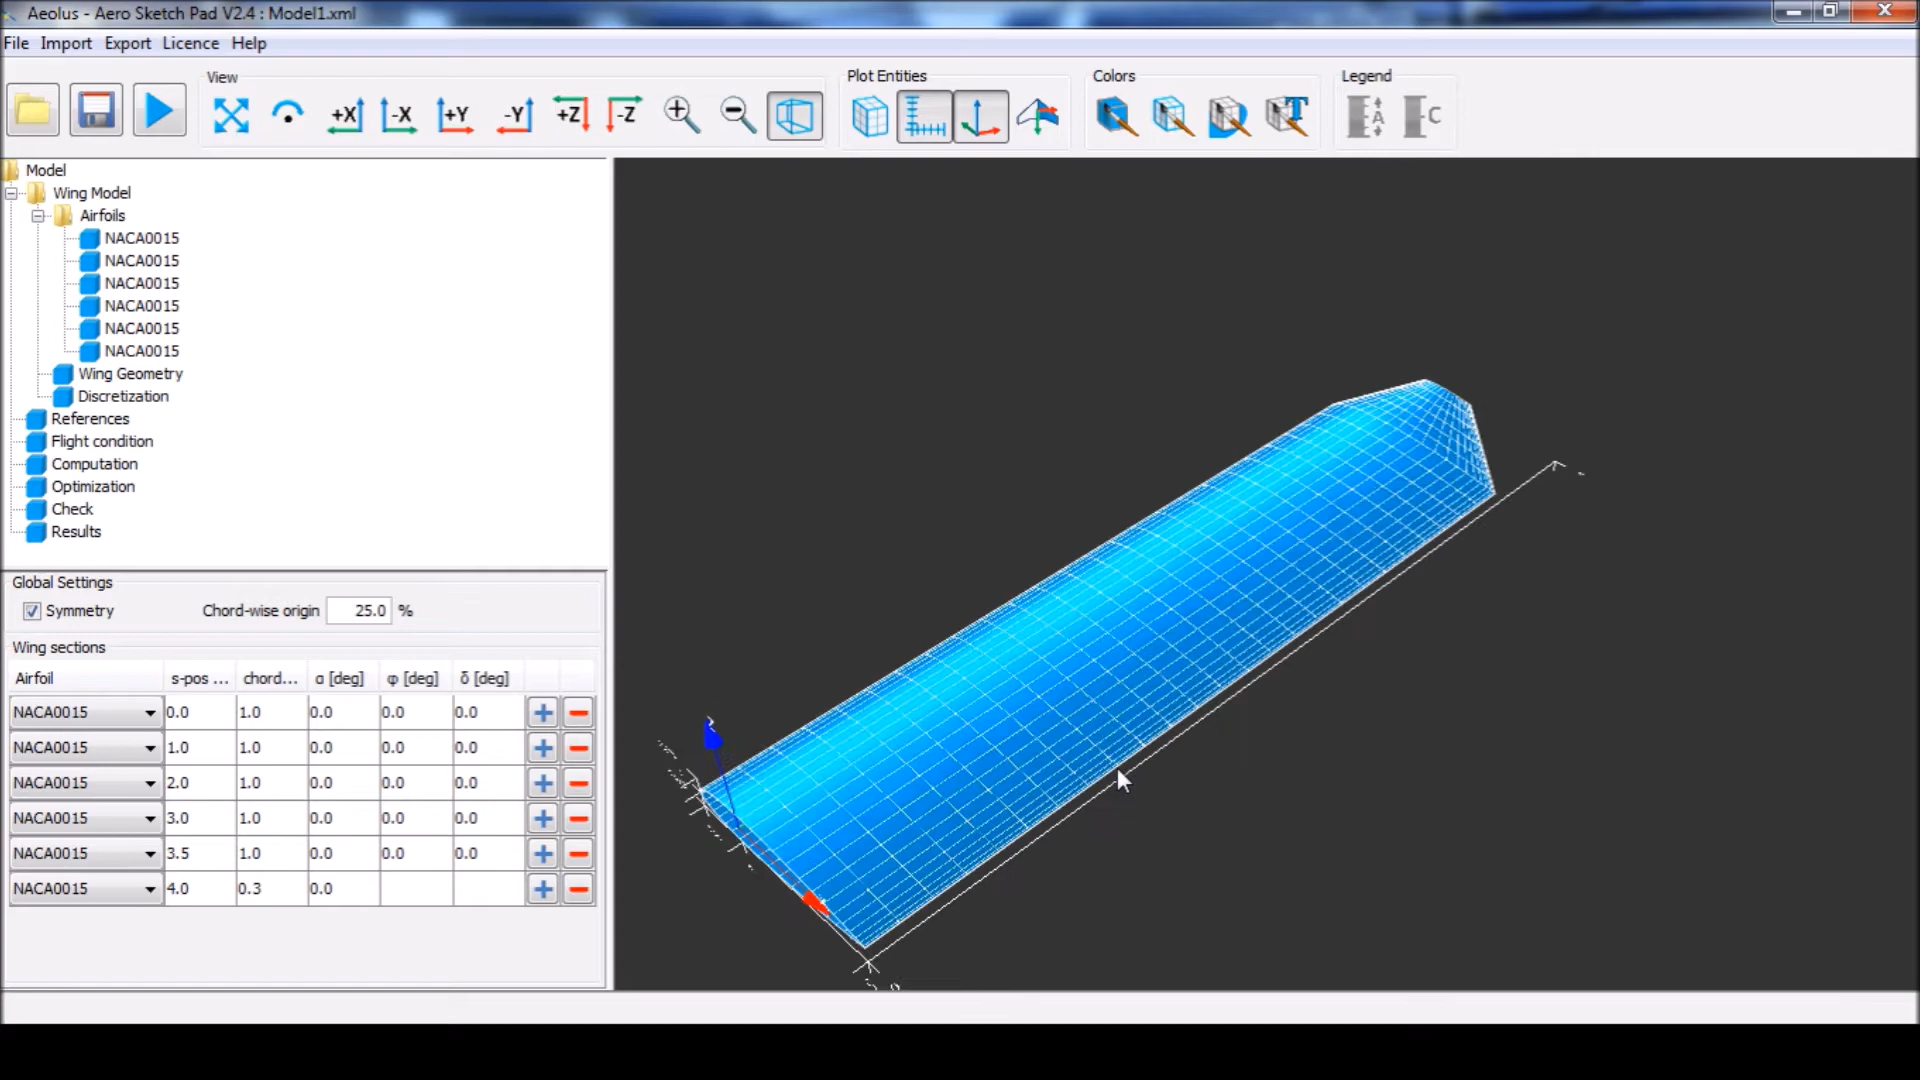 Aeolus - Aero Sketch Pad V2.4 : Model1.xml
File Import Export Licence Help
View
Plot Entities
Colors
Legend
+X -X +Y -Y +Z -Z
T
A
C
Model
Wing Model
Airfoils
NACA0015
NACA0015
NACA0015
NACA0015
NACA0015
NACA0015
Wing Geometry
Discretization
References
Flight condition
Computation
Optimization
Check
Results
Global Settings
Symmetry Chord-wise origin 25.0 %
Wing sections
Airfoil s-pos ... chord... α [deg] φ [deg] δ [deg]
NACA0015 0.0 1.0 0.0 0.0 0.0
NACA0015 1.0 1.0 0.0 0.0 0.0
NACA0015 2.0 1.0 0.0 0.0 0.0
NACA0015 3.0 1.0 0.0 0.0 0.0
NACA0015 3.5 1.0 0.0 0.0 0.0
NACA0015 4.0 0.3 0.0